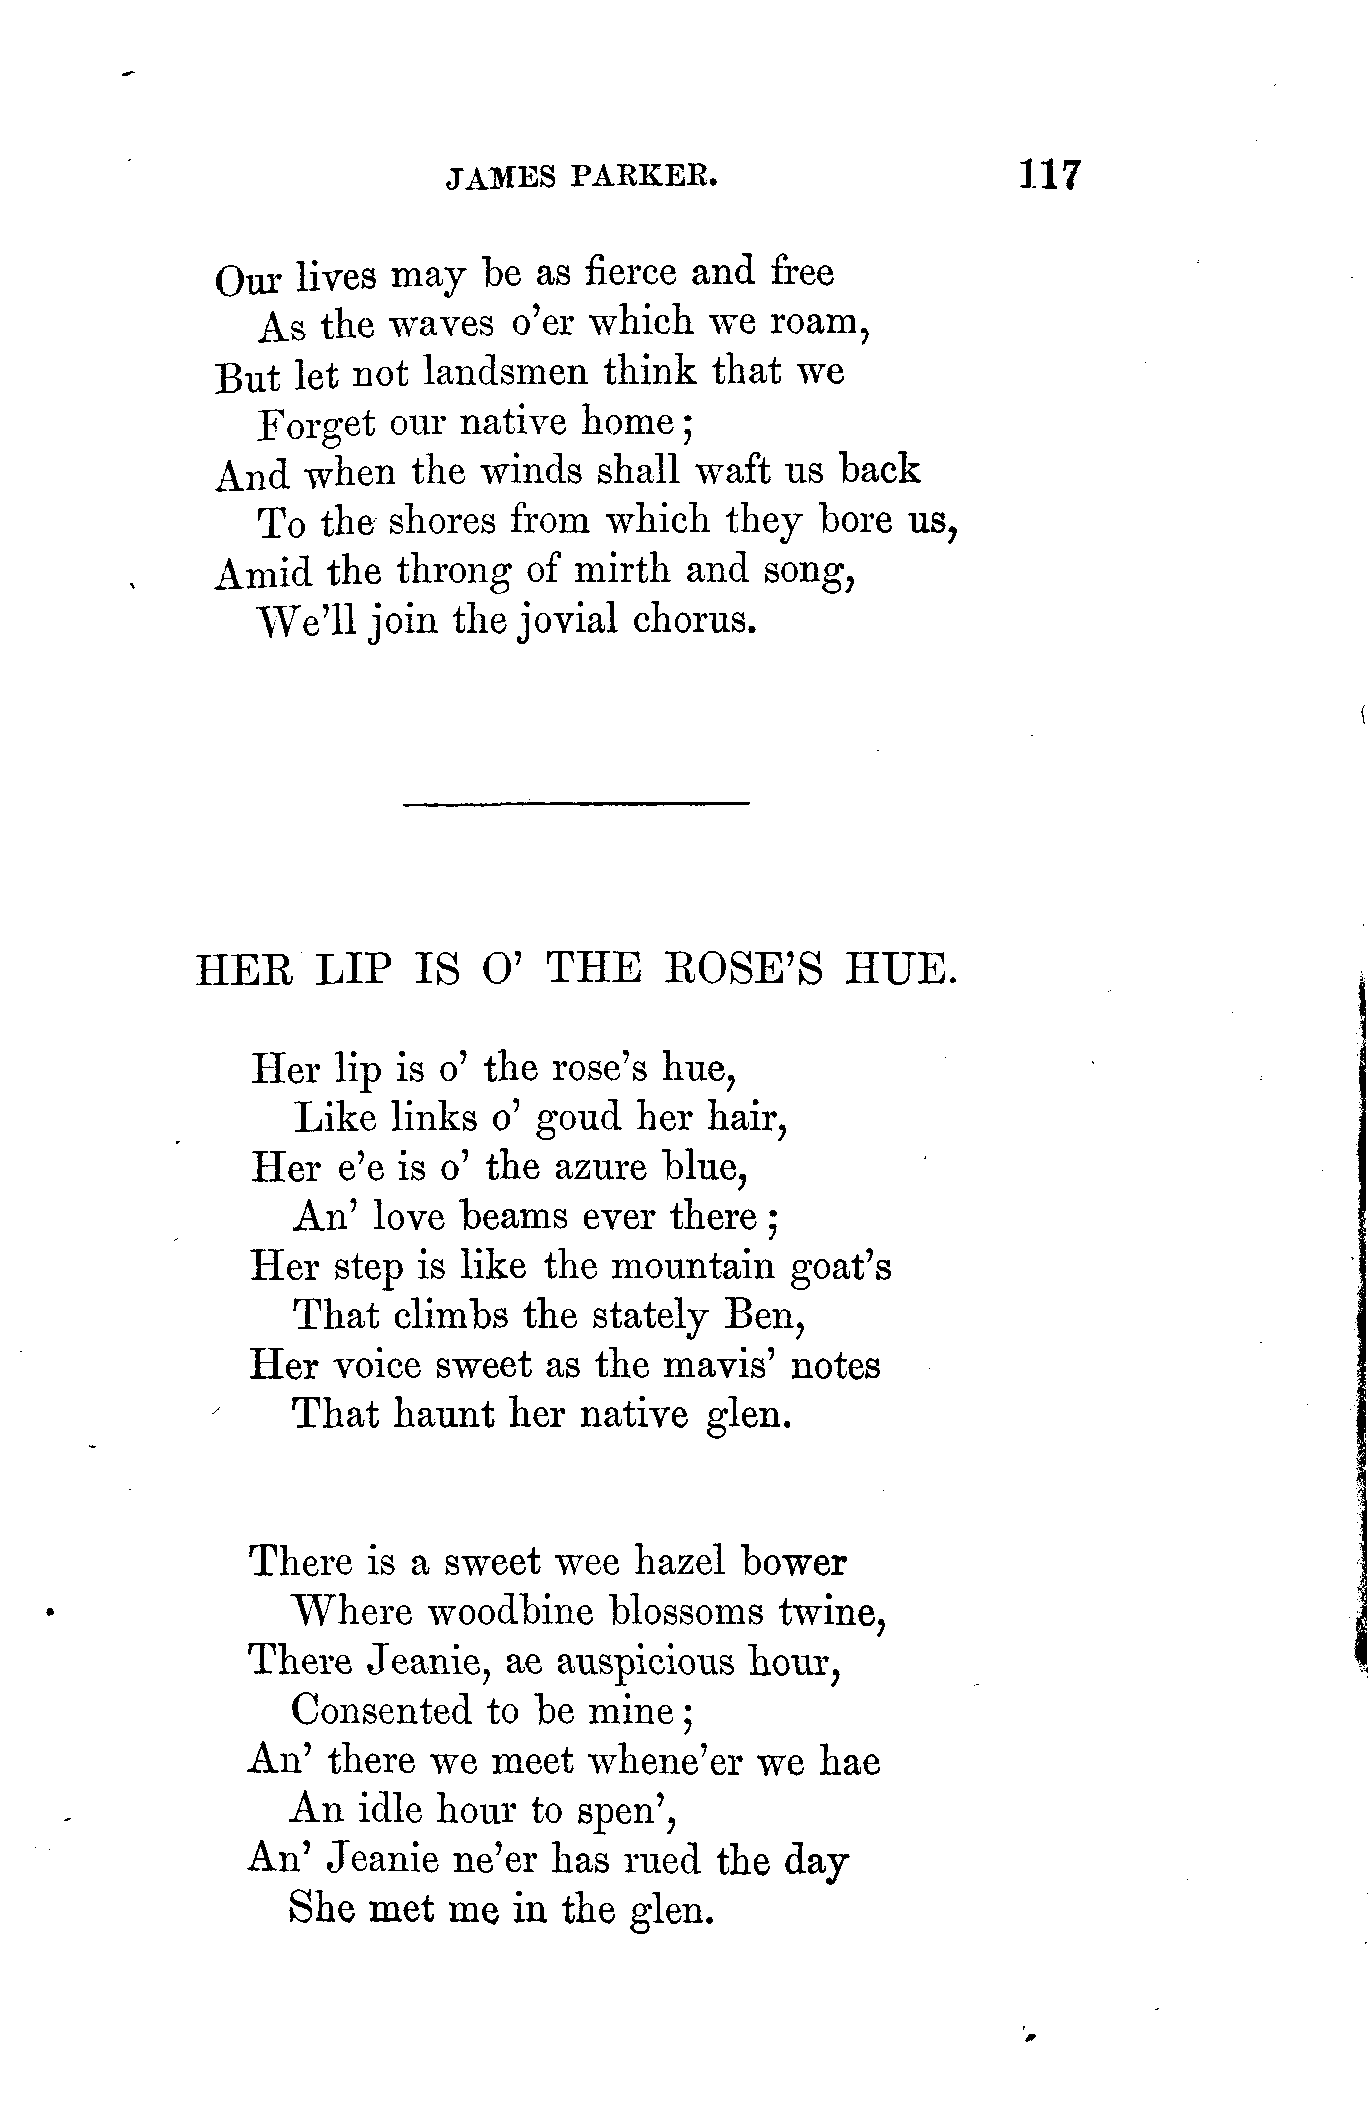 JAMES PARKER. 117
Our lives may be as fierce and free
As the waves o'er which we roam,
But let not landsmen think that we
Forget our native home;
And when the winds shall waft us back
To the shores from which they bore us,
Amid the throng of mirth and song,
We'll join the jovial chorus.
HER LIP IS O' THE ROSE'S HUE.
Her lip is o' the rose's hue,
Like links o' goud her hair,
Her e'e is o' the azure blue,
An' love beams ever there;
Her step is like the mountain goat's
That climbs the stately Ben,
Her voice sweet as the mavis' notes
That haunt her native glen.
There is a sweet wee hazel bower
Where woodbine blossoms twine,
There Jeanie, ae auspicious hour,
Consented to be mine;
An' there we meet whene'er we hae
An idle hour to spen',
An' Jeanie ne'er has rued the day
She met me in the glen.